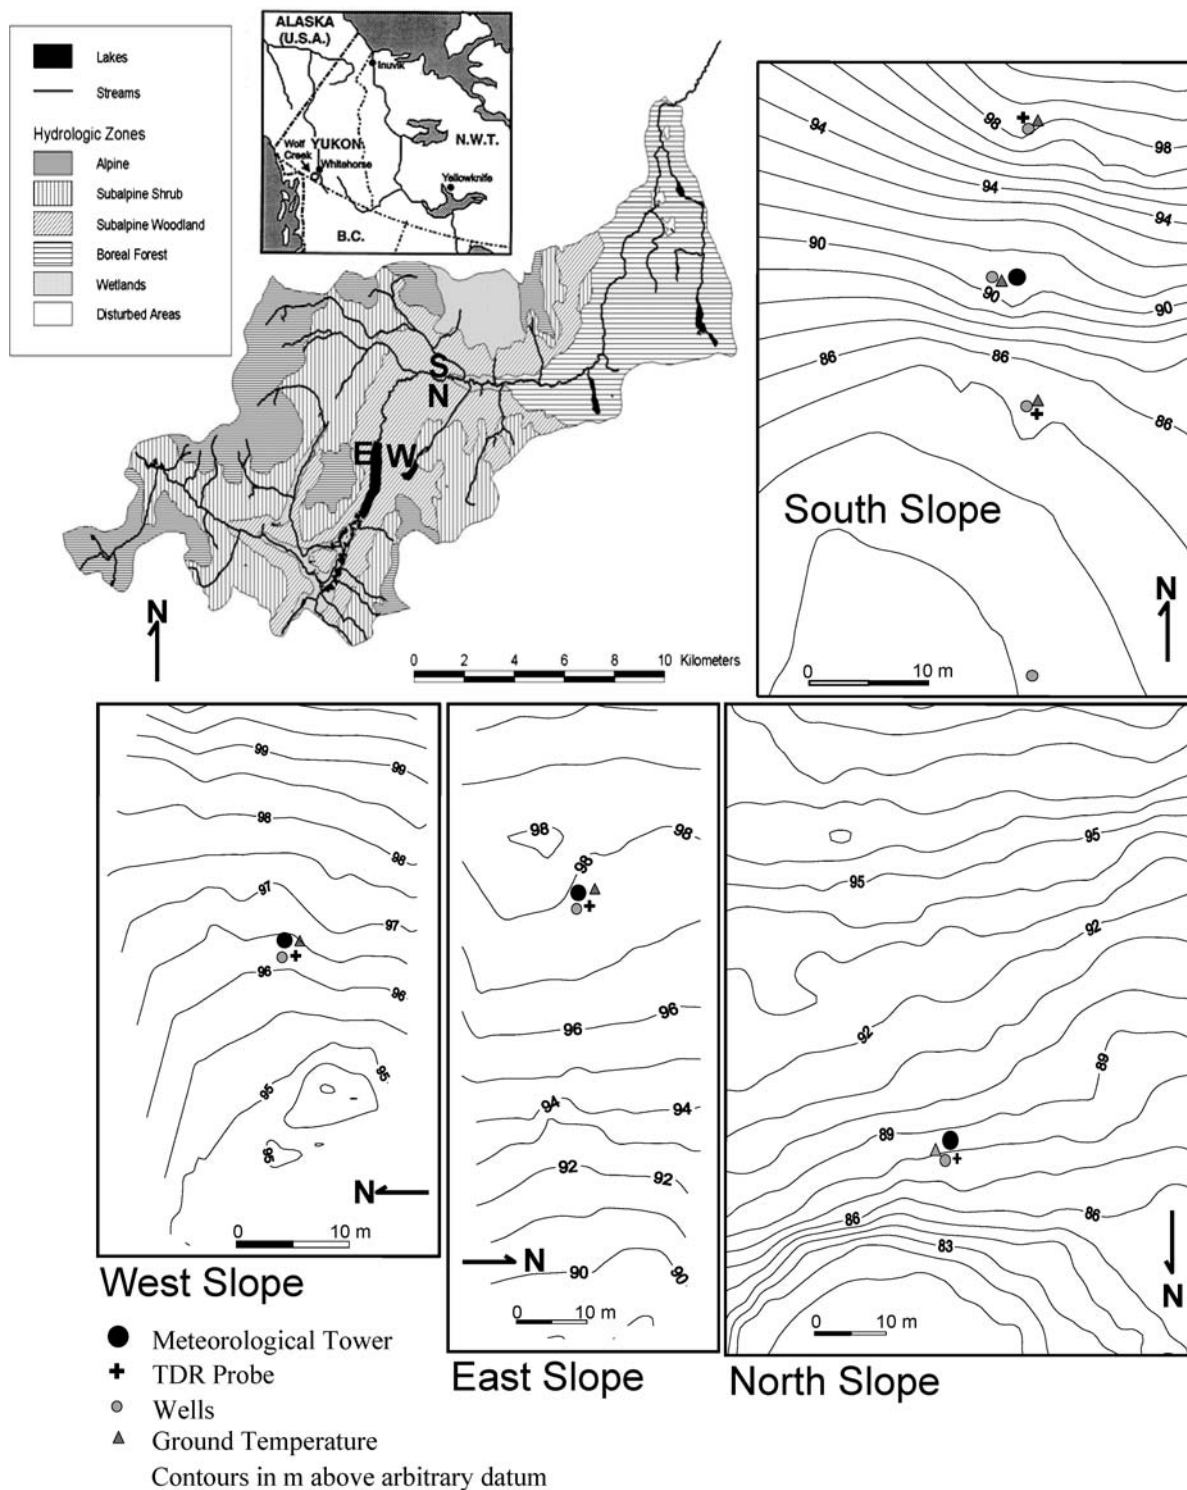 Lakes
Streams
Hydrologic Zones
Alpine
Subalpine Shrub
Subalpine Woodland
Boreal Forest
Wetlands
Disturbed Areas
ALASKA
(U.S.A.)
Inuvik
N.W.T.
Wolf
Creek
YUKON
Whitehorse
Yellowknife
B.C.
S
N
E W
N
0 2 4 6 8 10 Kilometers
98
94
98
94
94
90
90
90
86
86
86
South Slope
N
0 10 m
99
99
98
98
97
97
96
96
95
95
95
N
0 10 m
West Slope
98
98
98
96
96
94
94
92
92
90
90
N
0 10 m
East Slope
95
95
92
92
89
89
86
86
83
N
0 10 m
North Slope
Meteorological Tower
TDR Probe
Wells
Ground Temperature
Contours in m above arbitrary datum